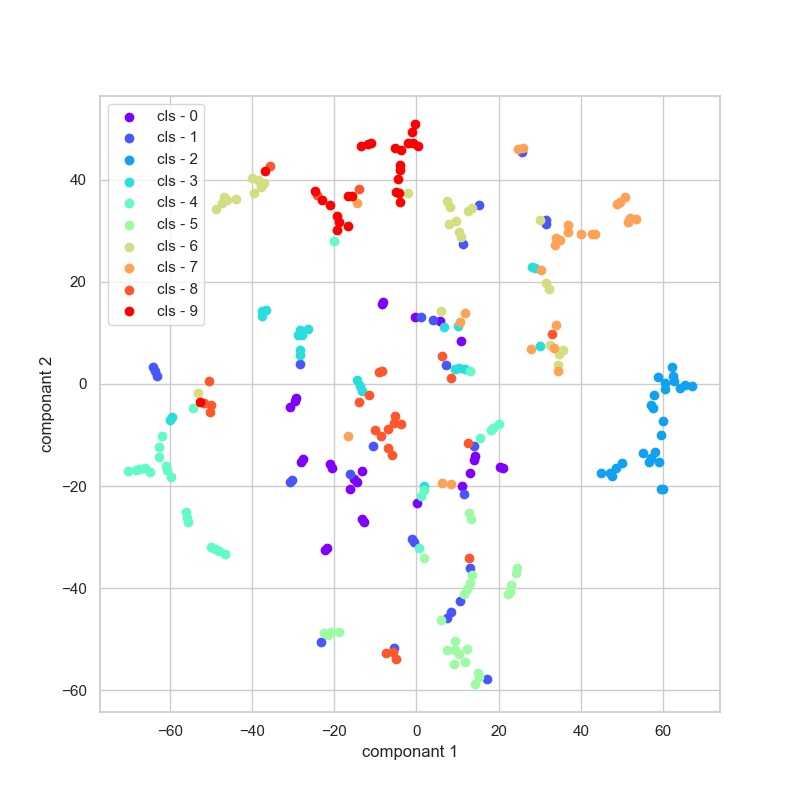 cls - 0
cls - 1
cls - 2
cls - 3
cls - 4
cls - 5
cls - 6
cls - 7
cls - 8
cls - 9
40
20
0
−20
−40
−60
componant 2
−60 −40 −20 0 20 40 60
componant 1